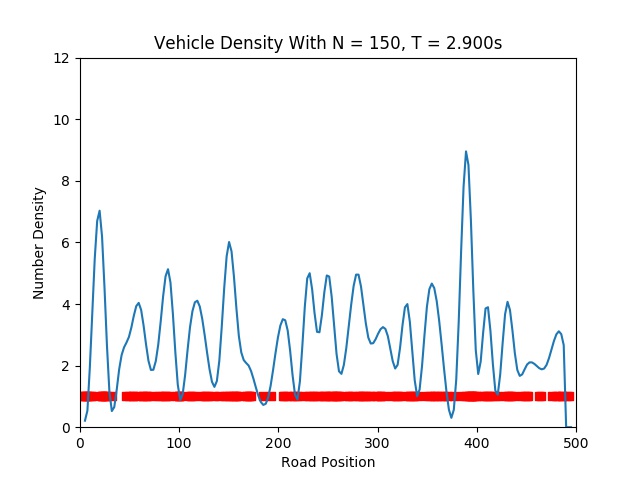 Vehicle Density With N = 150, T = 2.900s
12
10
8
6
4
2
0
Number Density
0 100 200 300 400 500
Road Position